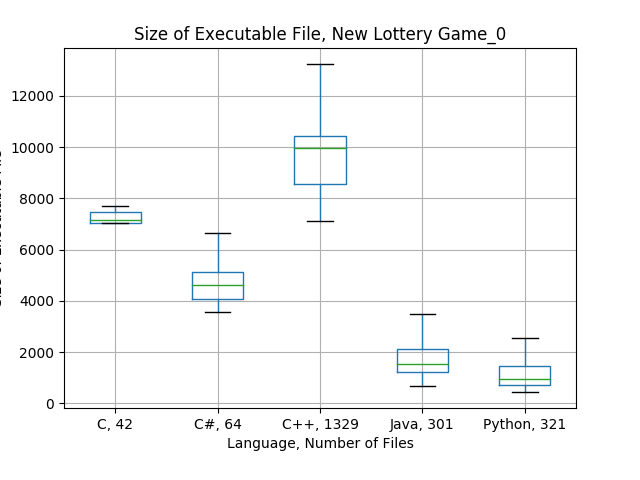 Size of Executable File, New Lottery Game_0
12000
10000
8000
6000
4000
2000
0
C, 42 C#, 64 C++, 1329 Java, 301 Python, 321
Language, Number of Files